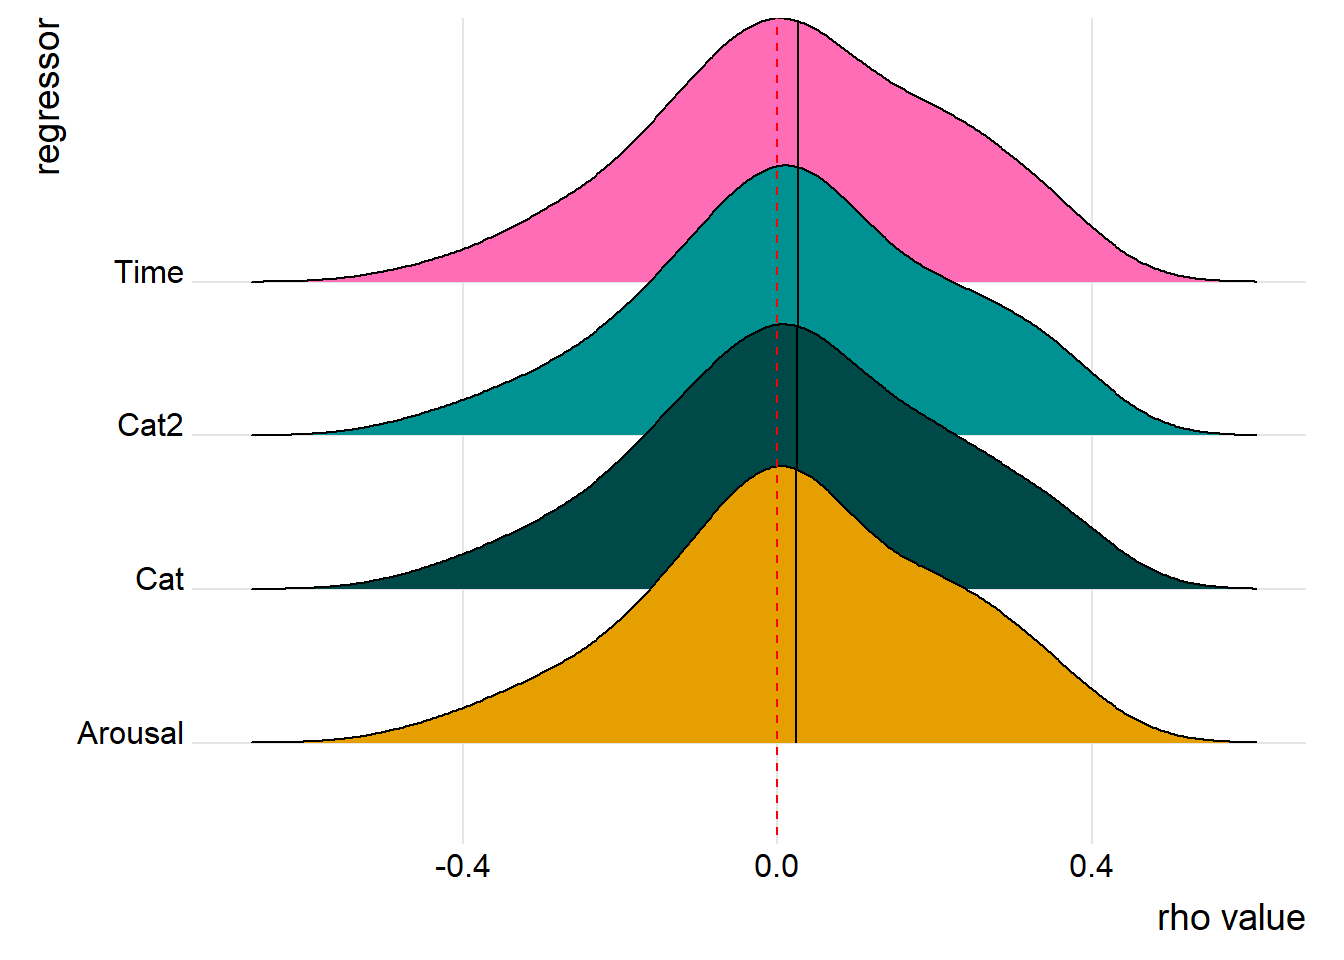 regressor
Time
Cat2
Cat
Arousal
-0.4 0.0 0.4
rho value